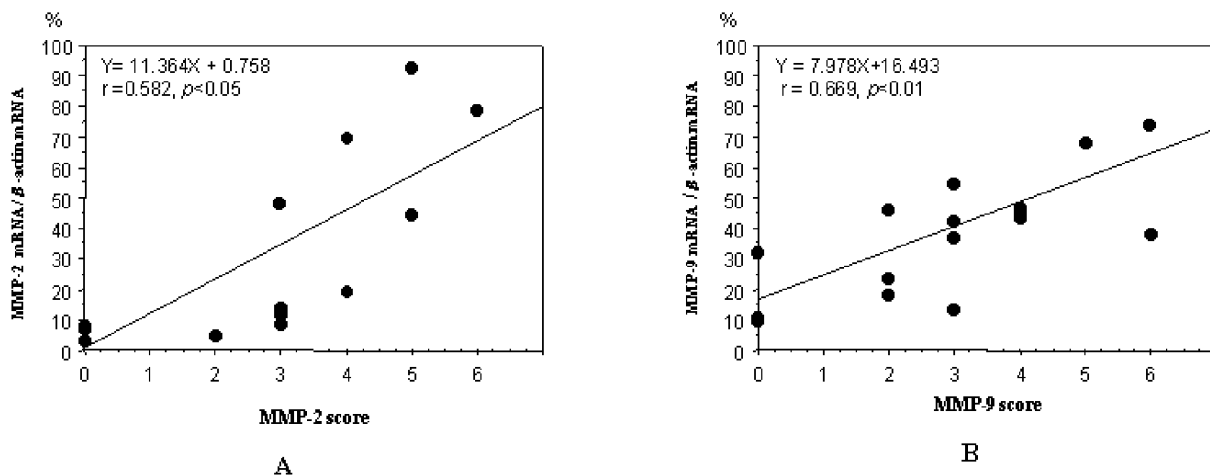 %
100
90
80
70
60
50
40
30
20
10
0
Y= 11.364X + 0.758
r =0.582, p<0.05
MMP-2 mRNA / β -actin mRNA
0 1 2 3 4 5 6
MMP-2 score
A
%
100
90
80
70
60
50
40
30
20
10
0
Y = 7.978X+16.493
r = 0.669, p<0.01
MMP-9 mRNA / β -actin mRNA
0 1 2 3 4 5 6
MMP-9 score
B